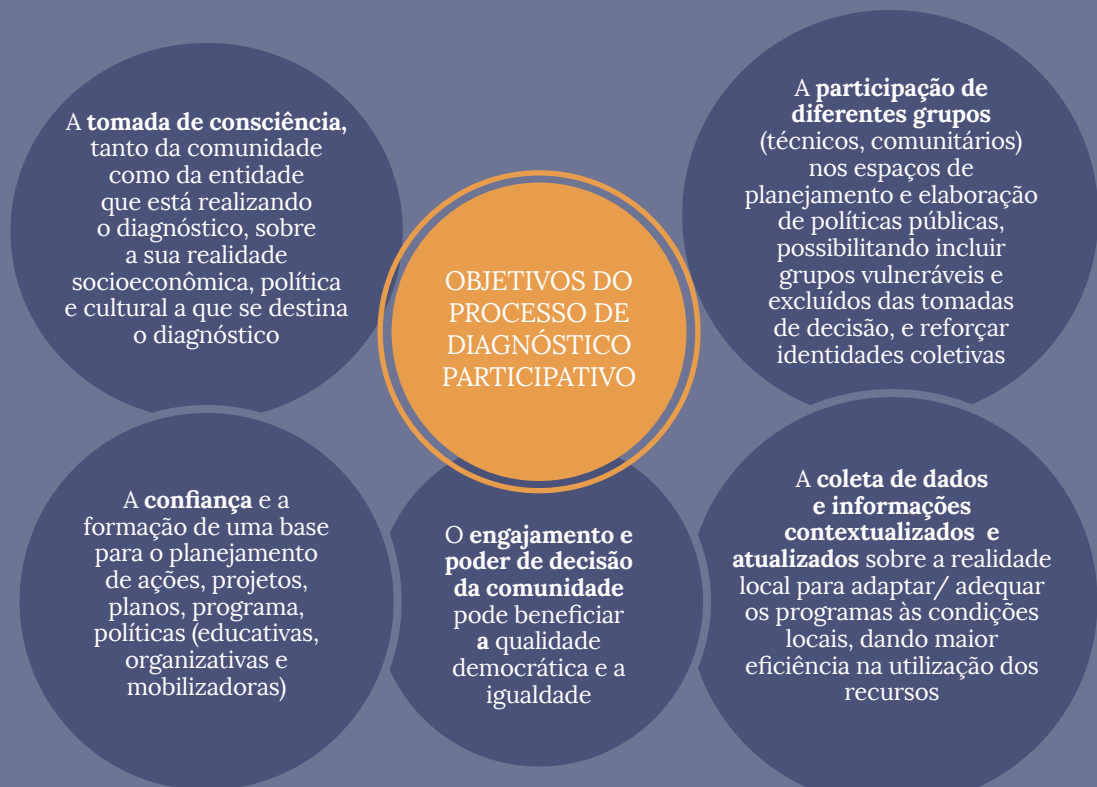 A tomada de consciência,
tanto da comunidade
como da entidade
que está realizando
o diagnóstico, sobre
a sua realidade
socioeconômica, política
e cultural a que se destina
o diagnóstico
OBJETIVOS DO
PROCESSO DE
DIAGNÓSTICO
PARTICIPATIVO
A participação de
diferentes grupos
(técnicos, comunitários)
nos espaços de
planejamento e elaboração
de políticas públicas,
possibilitando incluir
grupos vulneráveis e
excluídos das tomadas
de decisão, e reforçar
identidades coletivas
A confiança e a
formação de uma base
para o planejamento
de ações, projetos,
planos, programa,
políticas (educativas,
organizativas e
mobilizadoras)
O engajamento e
poder de decisão
da comunidade
pode beneficiar
a qualidade
democrática e a
igualdade
A coleta de dados
e informações
contextualizados e
atualizados sobre a realidade
local para adaptar/ adequar
os programas às condições
locais, dando maior
eficiência na utilização dos
recursos